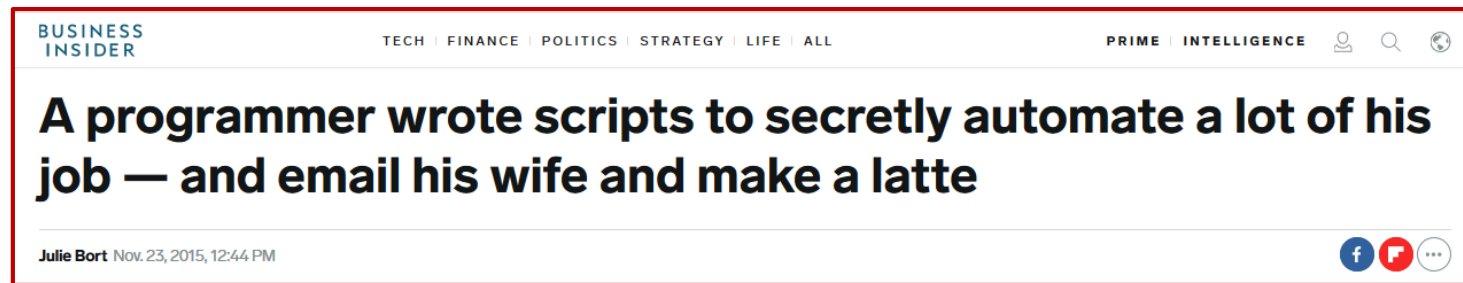 BUSINESS
INSIDER
TECH | FINANCE | POLITICS | STRATEGY | LIFE | ALL
PRIME | INTELLIGENCE
A programmer wrote scripts to secretly automate a lot of his
job — and email his wife and make a latte
Julie Bort Nov. 23, 2015, 12:44 PM